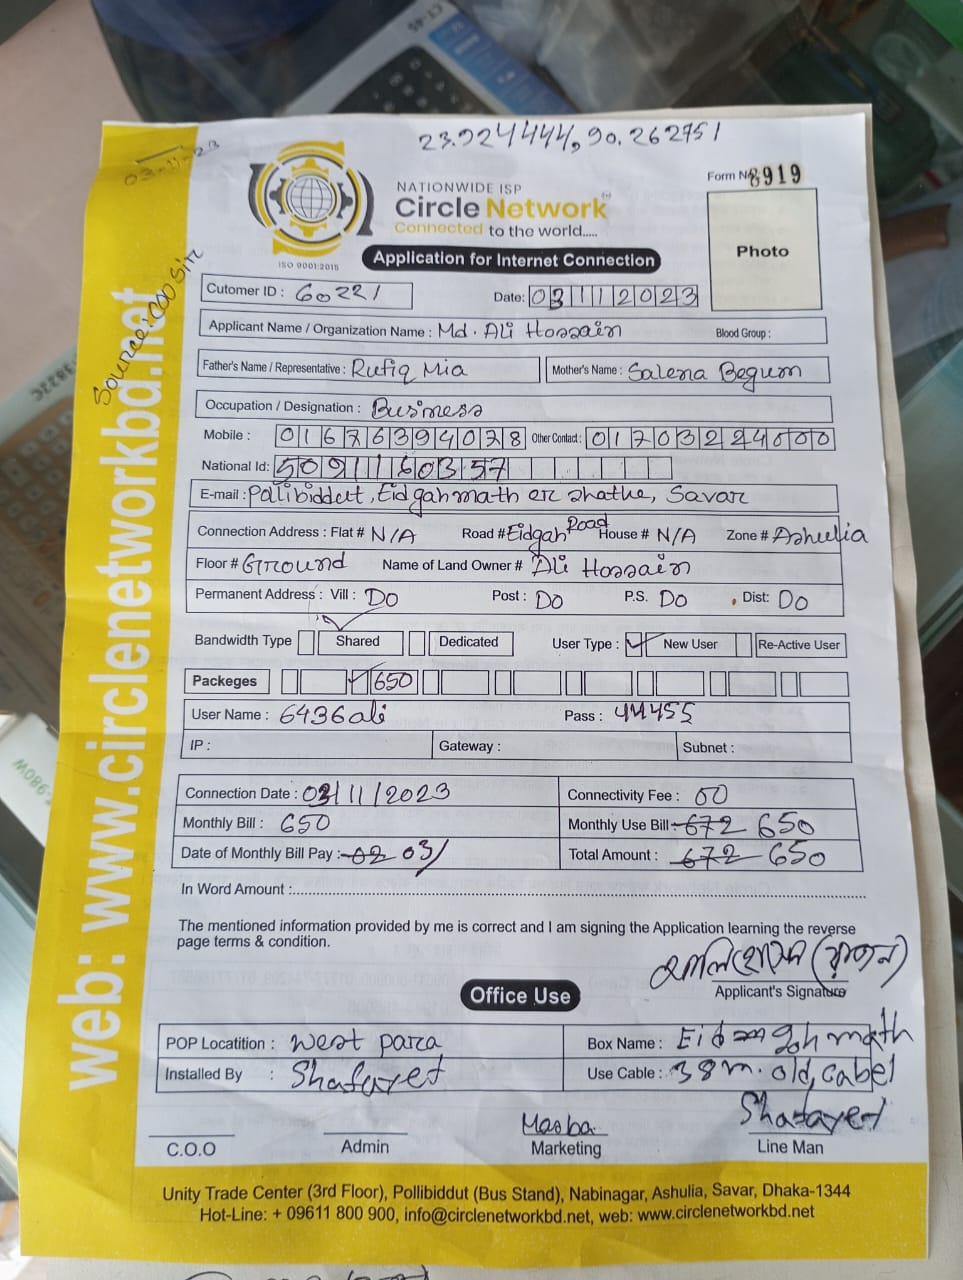 23.924444, 90.262751
03-11-23
NATIONWIDE ISP
Circle Network
Connected to the world.....
ISO 9001:2015
Form No 8919
Photo
Application for Internet Connection
Source: COO Sir
web: www.circlenetworkbd.net
Cutomer ID : 60221
Date: 03112023
Applicant Name / Organization Name : Md. Ali Hossain Blood Group :
Father's Name / Representative : Rufiq Mia Mother's Name : Salena Begum
Occupation / Designation : Business
Mobile : 01676394078 Other Contact : 01703224000
National Id: 5091160357
E-mail : Pallibiddut, Eidgahmath er shathe, Savar
Connection Address : Flat # N/A Road # Eidgah Road House # N/A Zone # Ashulia
Floor # Ground Name of Land Owner # Ali Hossain
Permanent Address : Vill : DO Post : DO P.S. DO Dist: DO
Bandwidth Type Shared Dedicated User Type : New User Re-Active User
Packeges 650
User Name : 6436ali Pass : 44455
IP : Gateway : Subnet :
Connection Date : 03/11/2023 Connectivity Fee : 00
Monthly Bill : 650 Monthly Use Bill : 672 650
Date of Monthly Bill Pay : 02 03/ Total Amount : 672 650
In Word Amount :
The mentioned information provided by me is correct and I am signing the Application learning the reverse
page terms & condition.
Applicant's Signature
Office Use
POP Locatition : West para Box Name : math
Installed By : Shafayet Use Cable : 38m. old, cabel
Shafayet
C.O.O Admin Marketing Line Man
Unity Trade Center (3rd Floor), Pollibiddut (Bus Stand), Nabinagar, Ashulia, Savar, Dhaka-1344
Hot-Line: + 09611 800 900, info@circlenetworkbd.net, web: www.circlenetworkbd.net